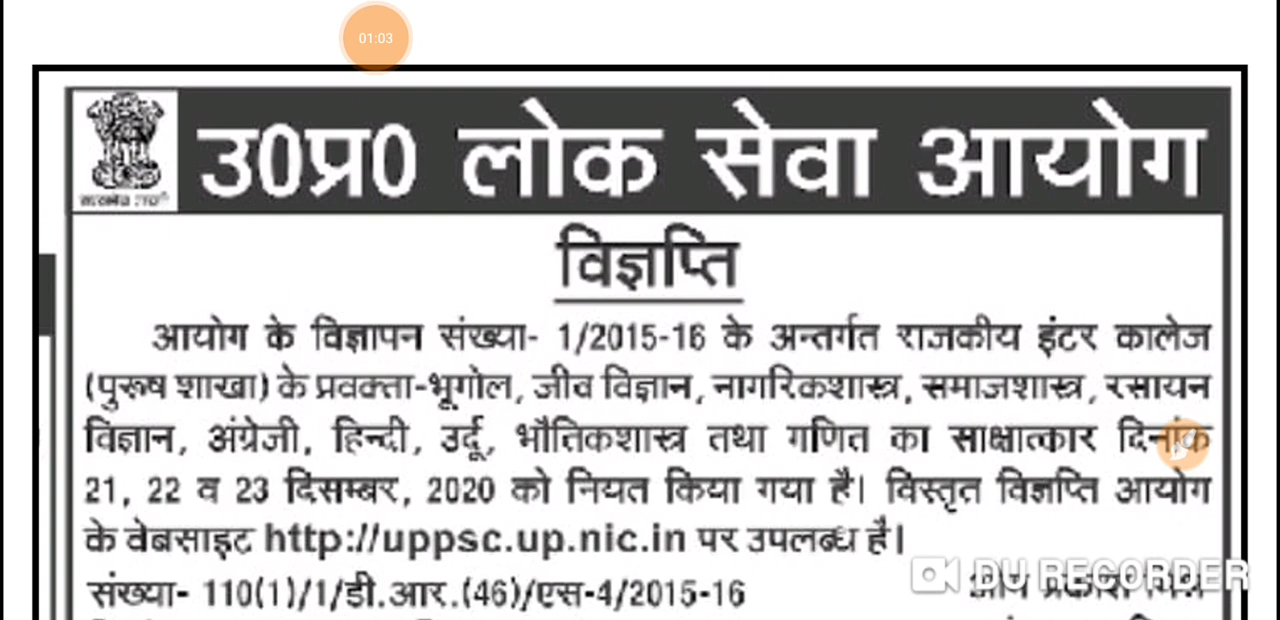 01:03
उ0प्र0 लोक सेवा आयोग
विज्ञप्ति
आयोग के विज्ञापन संख्या- 1/2015-16 के अन्तर्गत राजकीय इंटर कालेज
(पुरूष शाखा) के प्रवक्ता-भूगोल, जीव विज्ञान, नागरिकशास्त्र, समाजशास्त्र, रसायन
विज्ञान, अंग्रेजी, हिन्दी, उर्दू, भौतिकशास्त्र तथा गणित का साक्षात्कार दिनांक
21, 22 व 23 दिसम्बर, 2020 को नियत किया गया है। विस्तृत विज्ञप्ति आयोग
के वेबसाइट http://uppsc.up.nic.in पर उपलब्ध है।
संख्या- 110(1)/1/डी.आर.(46)/एस-4/2015-16
DU RECORDER